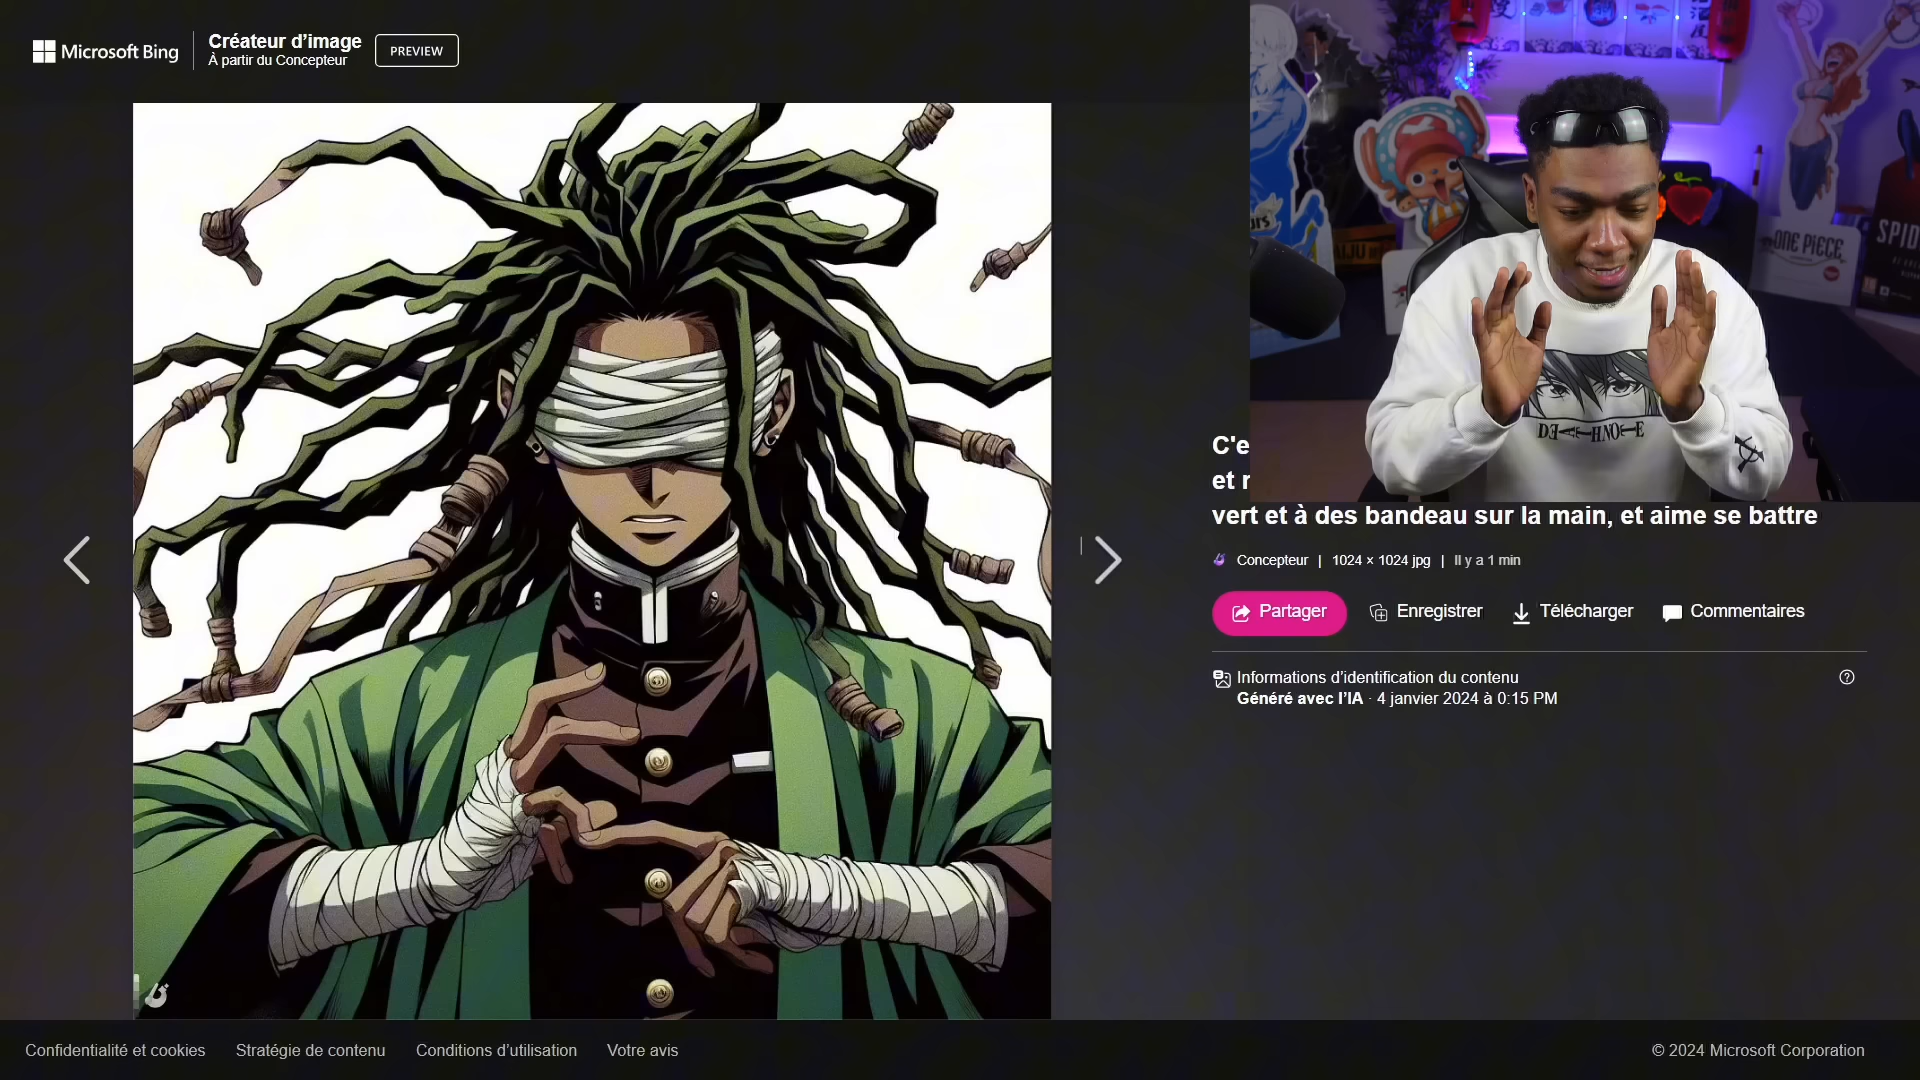 Microsoft Bing
Créateur d’image
À partir du Concepteur
PREVIEW
ONE PIECE
SPID
DEATHNOTE
C'e
et r
vert et à des bandeau sur la main, et aime se battre
Concepteur | 1024 × 1024 jpg | Il y a 1 min
Partager
Enregistrer
Télécharger
Commentaires
Informations d’identification du contenu
Généré avec l’IA · 4 janvier 2024 à 0:15 PM
Confidentialité et cookies
Stratégie de contenu
Conditions d’utilisation
Votre avis
© 2024 Microsoft Corporation